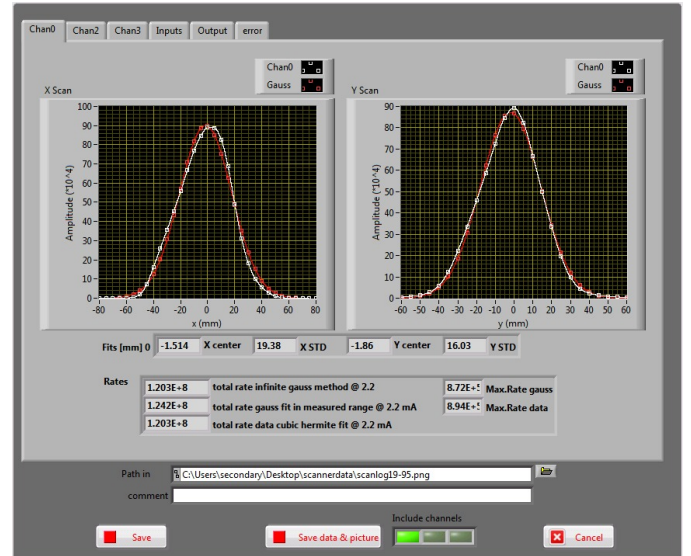 Chan0 Chan2 Chan3 Inputs Output error
Chan0
Gauss
X Scan
100
90
80
70
60
50
40
30
20
10
0
Amplitude (*10^4)
-80 -60 -40 -20 0 20 40 60 80
x (mm)
Chan0
Gauss
Y Scan
90
80
70
60
50
40
30
20
10
0
Amplitude (*10^4)
-60 -50 -40 -30 -20 -10 0 10 20 30 40 50 60
y (mm)
Fits [mm] 0 -1.514 X center 19.38 X STD -1.86 Y center 16.03 Y STD
Rates
1.203E+8 total rate infinite gauss method @ 2.2 8.72E+ Max.Rate gauss
1.242E+8 total rate gauss fit in measured range @ 2.2 mA 8.94E+ Max.Rate data
1.203E+8 total rate data cubic hermite fit @ 2.2 mA
Path in C:\Users\secondary\Desktop\scannerdata\scanlog19-95.png
comment
Include channels
Save Save data & picture Cancel